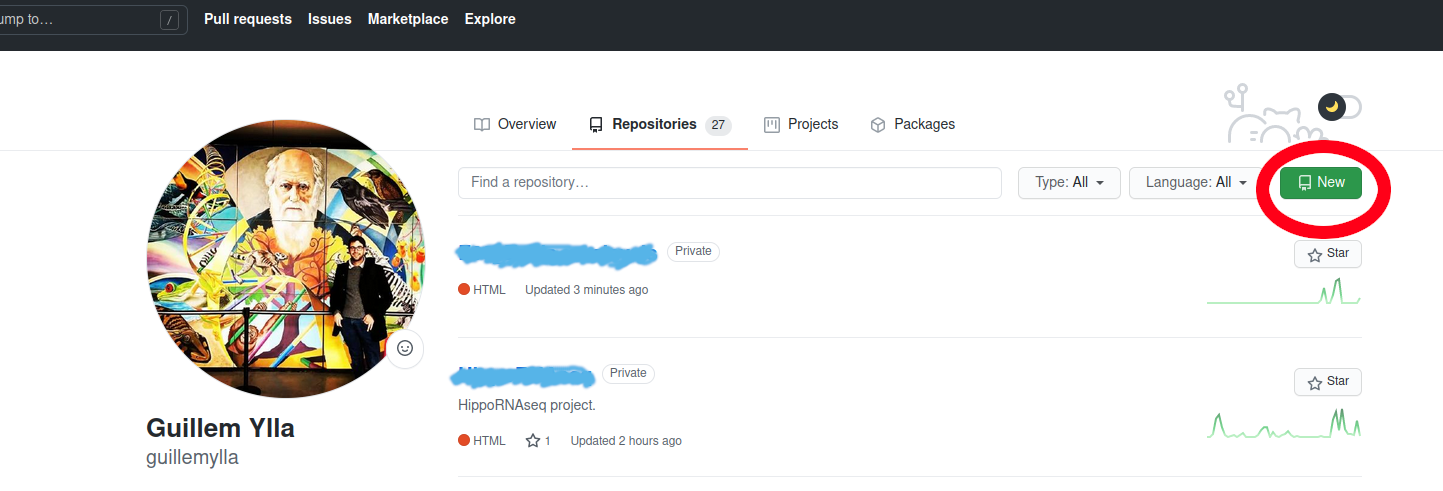 ump to… /
Pull requests Issues Marketplace Explore
Overview Repositories 27 Projects Packages
Find a repository… Type: All Language: All New
Private Star
HTML Updated 3 minutes ago
Private Star
HippoRNAseq project.
HTML 1 Updated 2 hours ago
Guillem Ylla
guillemylla